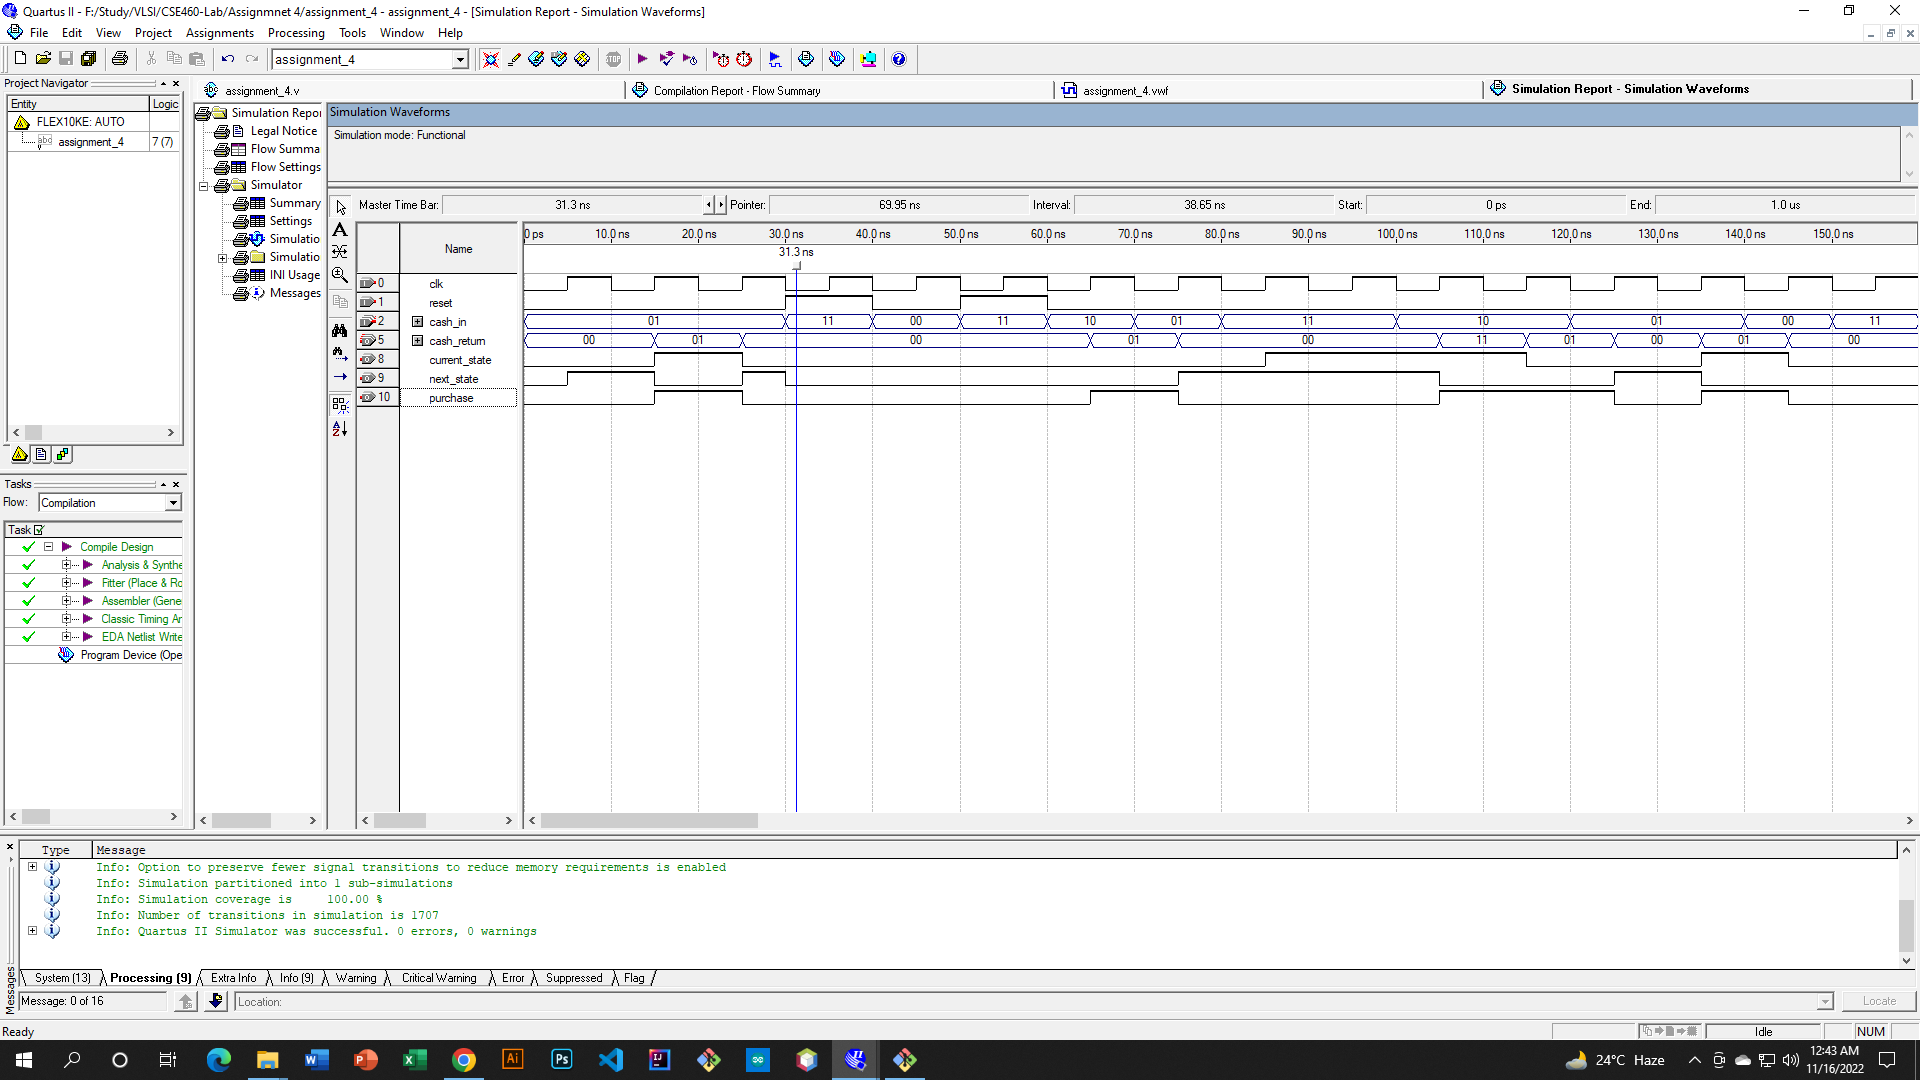 Quartus II - F:/Study/VLSI/CSE460-Lab/Assignmnet 4/assignment_4 - assignment_4 - [Simulation Report - Simulation Waveforms]
File Edit View Project Assignments Processing Tools Window Help
assignment_4
Project Navigator
Entity Logic
FLEX10KE: AUTO
assignment_4 7 (7)
Tasks
Flow: Compilation
Task
Compile Design
Analysis & Synthe
Fitter (Place & Ro
Assembler (Gene
Classic Timing An
EDA Netlist Write
Program Device (Ope
assignment_4.v
Compilation Report - Flow Summary
assignment_4.vwf
Simulation Report - Simulation Waveforms
Simulation Repor
Legal Notice
Flow Summa
Flow Settings
Simulator
Summary
Settings
Simulatio
Simulatio
INI Usage
Messages
Simulation Waveforms
Simulation mode: Functional
Master Time Bar: 31.3 ns Pointer: 69.95 ns Interval: 38.65 ns Start: 0 ps End: 1.0 us
Name
0 ps 10.0 ns 20.0 ns 30.0 ns 40.0 ns 50.0 ns 60.0 ns 70.0 ns 80.0 ns 90.0 ns 100.0 ns 110.0 ns 120.0 ns 130.0 ns 140.0 ns 150.0 ns
31.3 ns
0 clk
1 reset
2 cash_in 01 11 00 11 10 01 11 10 01 00 11
5 cash_return 00 01 00 01 00 11 01 00 01 00
8 current_state
9 next_state
10 purchase
Type Message
Info: Option to preserve fewer signal transitions to reduce memory requirements is enabled
Info: Simulation partitioned into 1 sub-simulations
Info: Simulation coverage is 100.00 %
Info: Number of transitions in simulation is 1707
Info: Quartus II Simulator was successful. 0 errors, 0 warnings
System (13) Processing (9) Extra Info Info (9) Warning Critical Warning Error Suppressed Flag
Messages
Message: 0 of 16 Location: Locate
Ready Idle NUM
24°C Haze
12:43 AM
11/16/2022